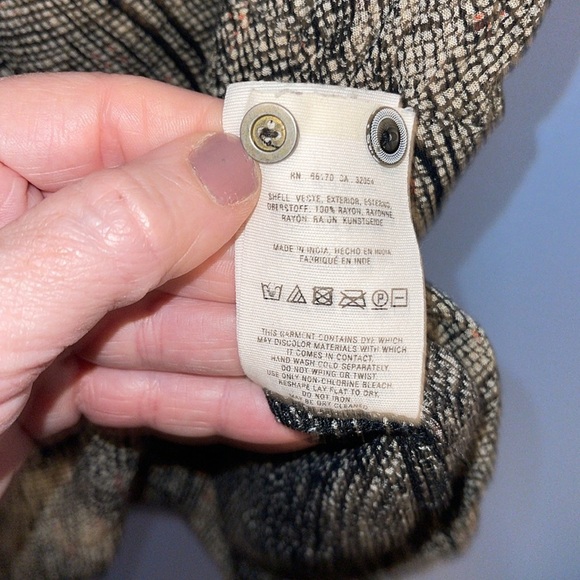 RN 66170 CA 32054
SHELL, VESTE, EXTERIOR, ESTERNO,
OBERSTOFF, 100% RAYON, RAYONNE,
RAYÓN, RAION, KUNSTSEIDE
MADE IN INDIA, HECHO EN INDIA
FABRIQUÉ EN INDE
P
THIS GARMENT CONTAINS DYE WHICH
MAY DISCOLOR MATERIALS WITH WHICH
IT COMES IN CONTACT.
HAND WASH COLD SEPARATELY.
DO NOT WRING OR TWIST.
USE ONLY NON-CHLORINE BLEACH.
RESHAPE LAY FLAT TO DRY.
DO NOT IRON.
MAY BE DRY CLEANED